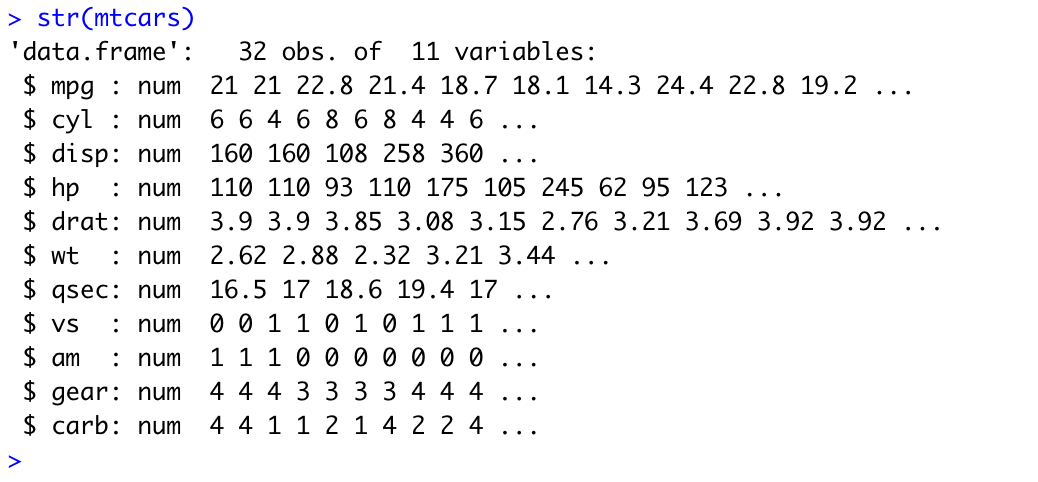 > str(mtcars)
'data.frame':   32 obs. of  11 variables:
 $ mpg : num  21 21 22.8 21.4 18.7 18.1 14.3 24.4 22.8 19.2 ...
 $ cyl : num  6 6 4 6 8 6 8 4 4 6 ...
 $ disp: num  160 160 108 258 360 ...
 $ hp  : num  110 110 93 110 175 105 245 62 95 123 ...
 $ drat: num  3.9 3.9 3.85 3.08 3.15 2.76 3.21 3.69 3.92 3.92 ...
 $ wt  : num  2.62 2.88 2.32 3.21 3.44 ...
 $ qsec: num  16.5 17 18.6 19.4 17 ...
 $ vs  : num  0 0 1 1 0 1 0 1 1 1 ...
 $ am  : num  1 1 1 0 0 0 0 0 0 0 ...
 $ gear: num  4 4 4 3 3 3 3 4 4 4 ...
 $ carb: num  4 4 1 1 2 1 4 2 2 4 ...
>